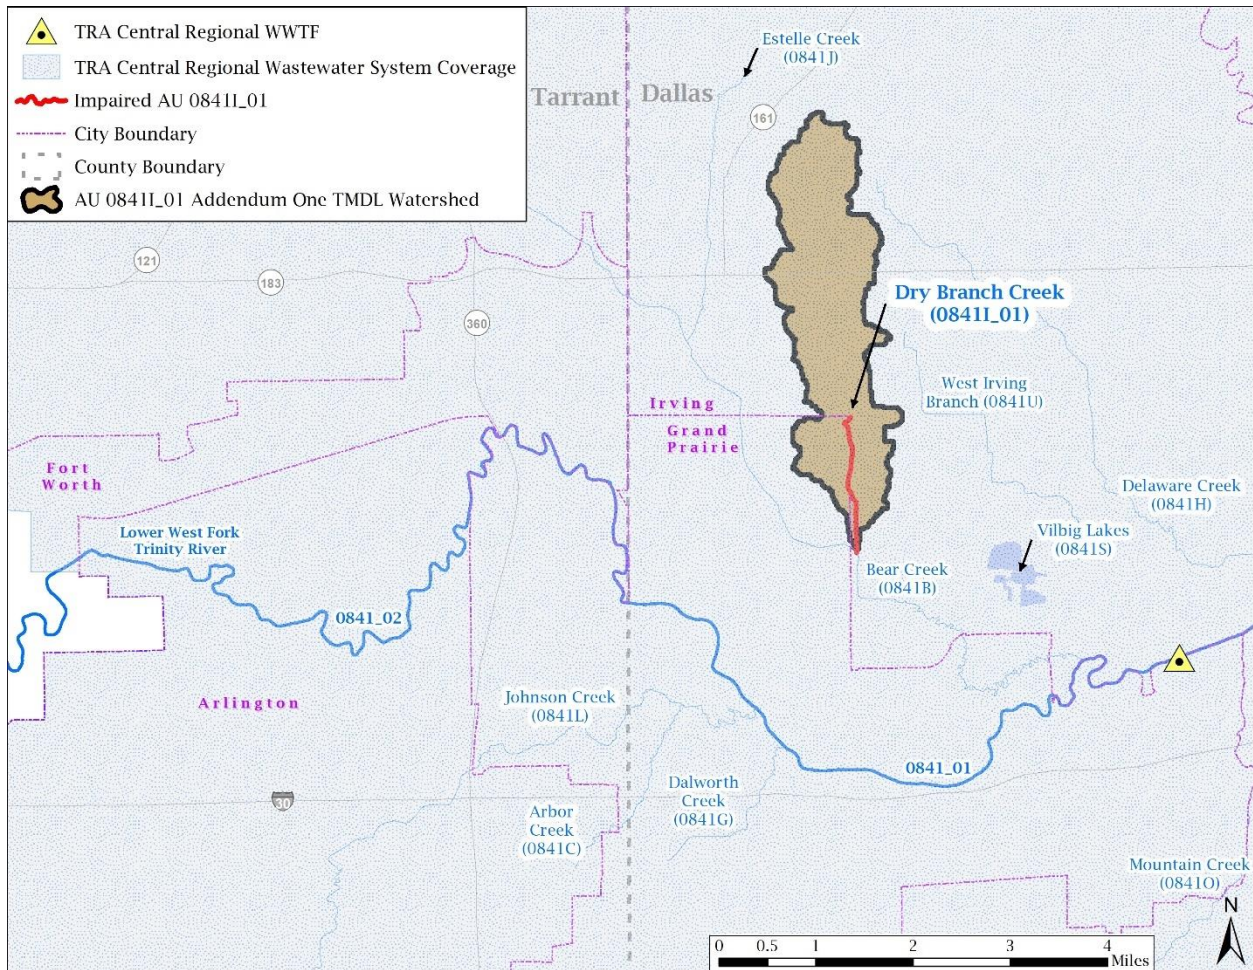 TRA Central Regional WWTF
TRA Central Regional Wastewater System Coverage
Impaired AU 0841I_01
City Boundary
County Boundary
AU 0841I_01 Addendum One TMDL Watershed
Estelle Creek
(0841J)
Tarrant
Dallas
161
121
183
360
Dry Branch Creek
(0841I_01)
West Irving
Branch (0841U)
Irving
Grand
Prairie
Fort
Worth
Delaware Creek
(0841H)
Lower West Fork
Trinity River
Vilbig Lakes
(0841S)
Bear Creek
(0841B)
0841_02
Arlington
Johnson Creek
(0841L)
0841_01
Dalworth
Creek
(0841G)
30
Arbor
Creek
(0841C)
Mountain Creek
(0841O)
N
0 0.5 1 2 3 4
Miles